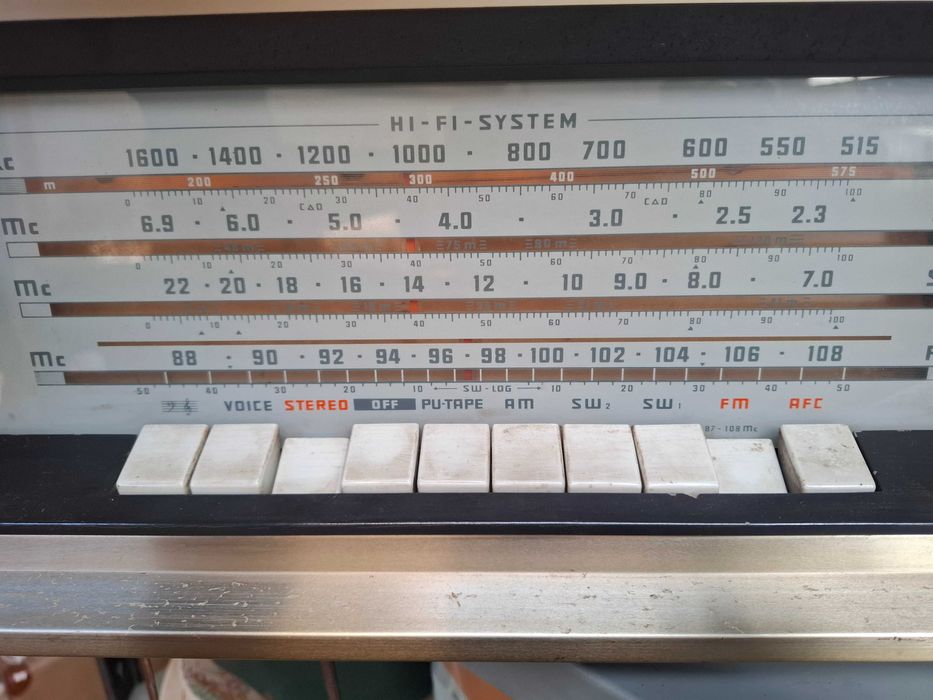 HI-FI-SYSTEM
1600 · 1400 · 1200 · 1000 · 800 700 600 550 515
m 200 250 300 400 500 575
0 10 20 30 40 50 60 70 80 100
Mc 6.9 · 6.0 · 5.0 · 4.0 · 3.0 · 2.5 2.3
≡75 m≡ ≡80 m≡
0 10 20 30 40 50 60 70 80 100
Mc 22 · 20 · 18 · 16 · 14 · 12 · 10 9.0 · 8.0 · 7.0
0 10 20 30 40 50 60 70 80 100
Mc 88 · 90 · 92 · 94 · 96 · 98 · 100 · 102 · 104 · 106 · 108
50 40 30 20 10 SW-LOG 10 20 30 40 50
VOICE STEREO OFF PU-TAPE AM SW2 SW1 FM AFC
87-108 Mc